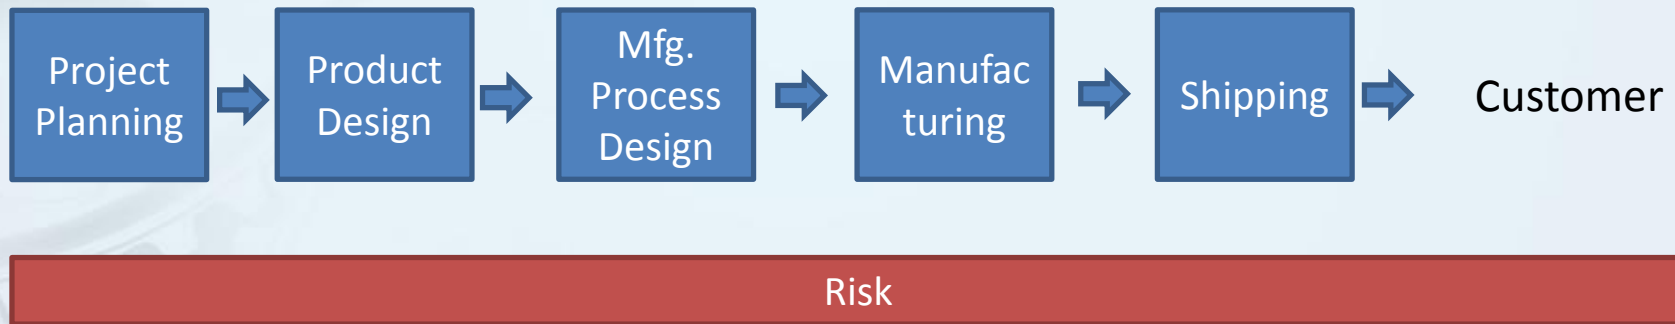 Project
Planning
Product
Design
Mfg.
Process
Design
Manufac
turing
Shipping
Customer
Risk